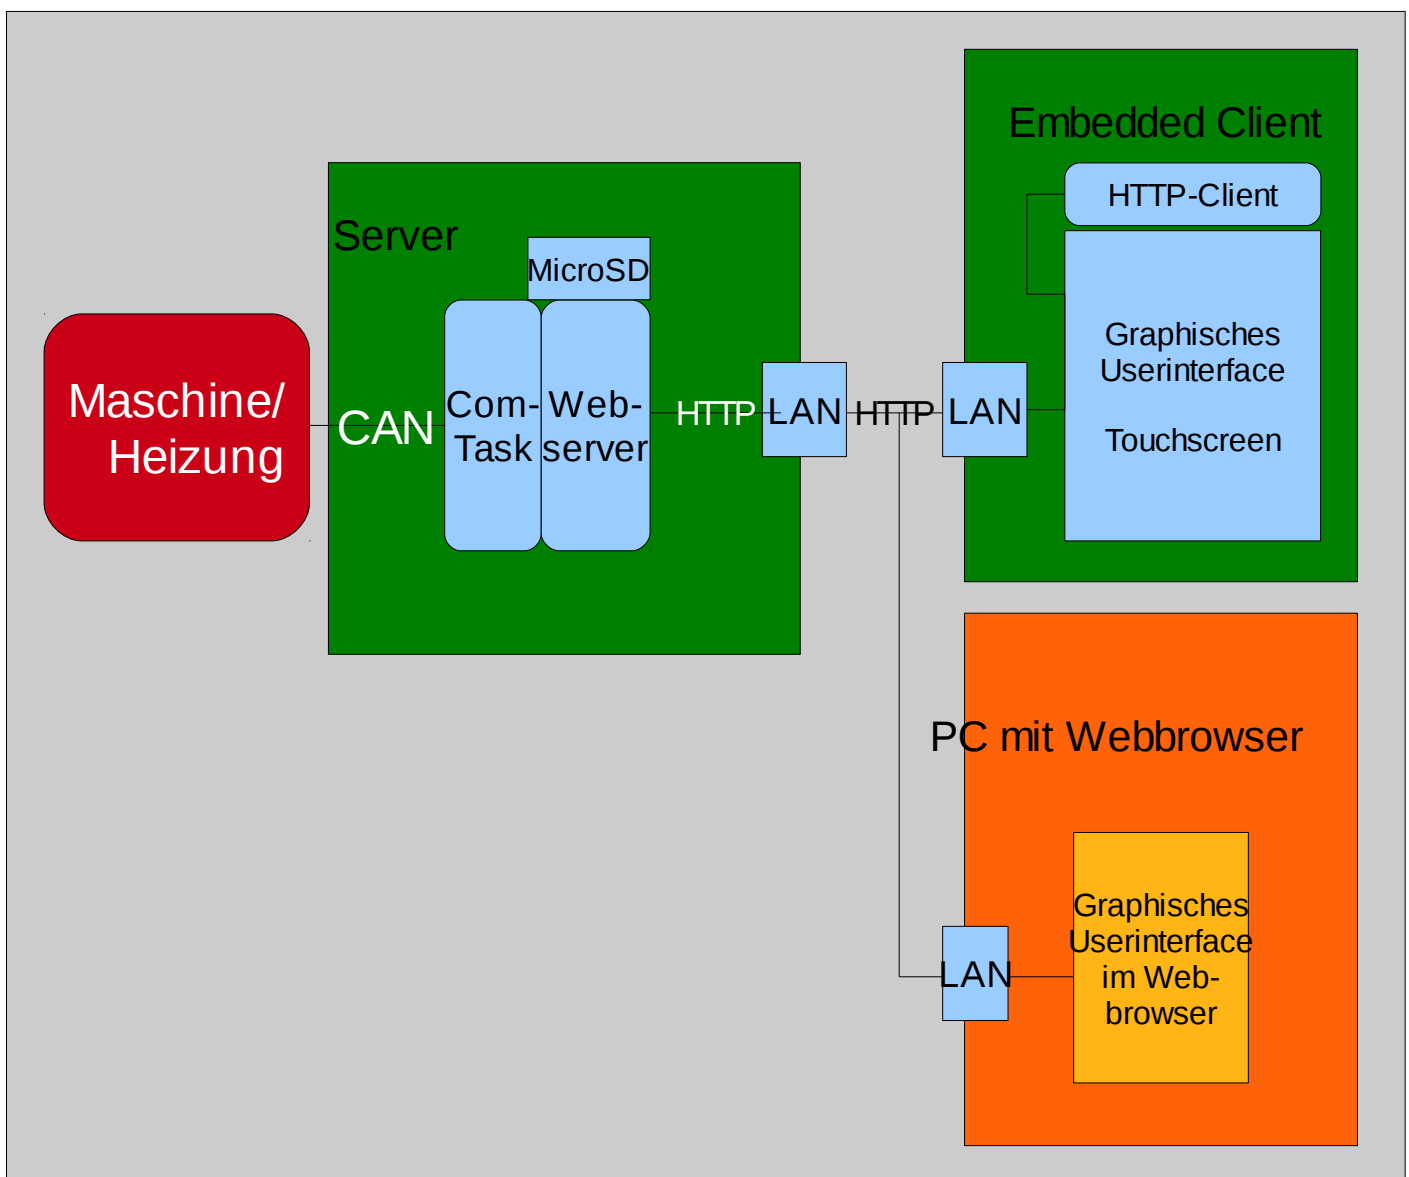 Embedded Client
HTTP-Client
Server
MicroSD
Graphisches
Userinterface
Touchscreen
Maschine/
Heizung
CAN
Com-
Task
Web-
server
HTTP
LAN
HTTP
LAN
PC mit Webbrowser
Graphisches
Userinterface
im Web-
browser
LAN